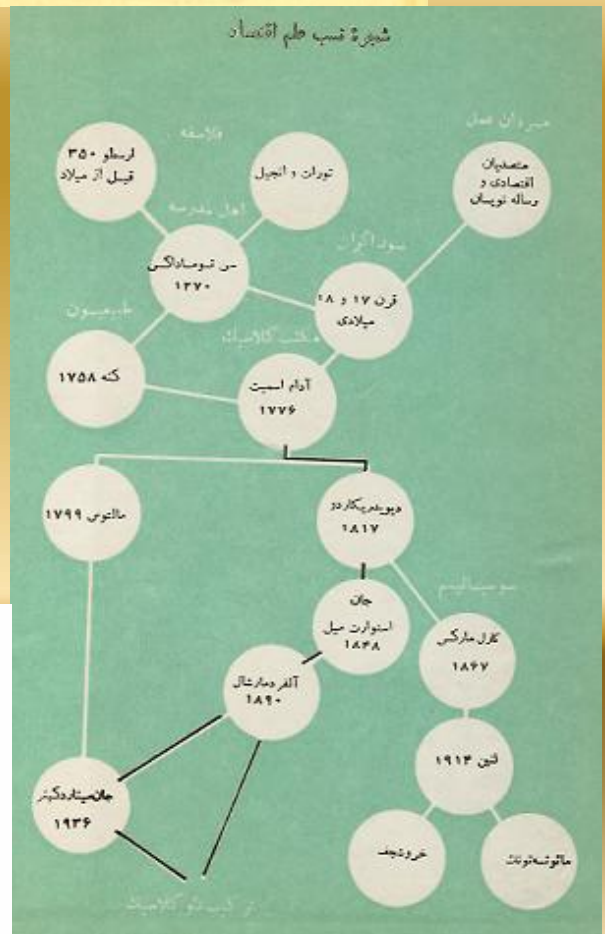 شجرهٔ نسب علم اقتصاد
فلاسفه
مردان عمل
ارسطو ۳۵۰
قبل از میلاد
تورات و انجیل
متصدیان
اقتصادی و
رساله نویسان
اهل مدرسه
سوداگران
سن توماداکس
۱۲۷۰
قرن ۱۷ و ۱۸
میلادی
طبیعیون
مکتب کلاسیک
کنه ۱۷۵۸
آدام اسمیت
۱۷۷۶
مالتوس ۱۷۹۹
دیوید ریکاردو
۱۸۱۷
سوسیالیسم
جان
استوارت میل
۱۸۴۸
کارل مارکس
۱۸۶۷
آلفرد مارشال
۱۸۹۰
لنین ۱۹۱۴
جان مینارد کینز
۱۹۳۶
خروشچف
مائوتسه تونگ
ترکیب نئوکلاسیک